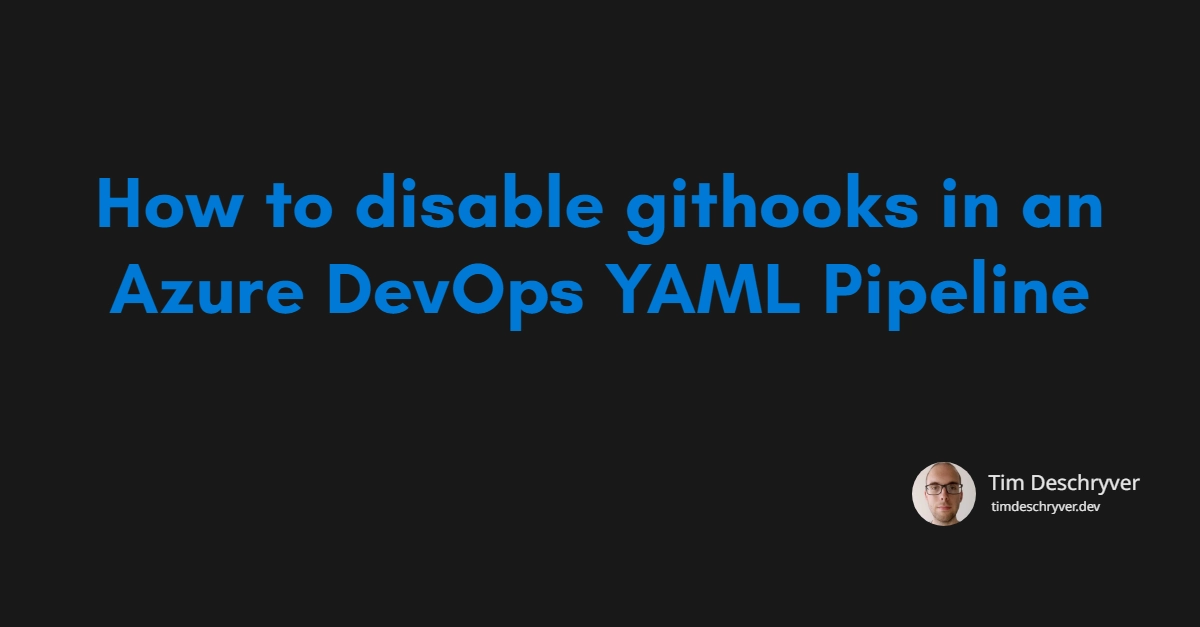 How to disable githooks in an
Azure DevOps YAML Pipeline
Tim Deschryver
timdeschryver.dev